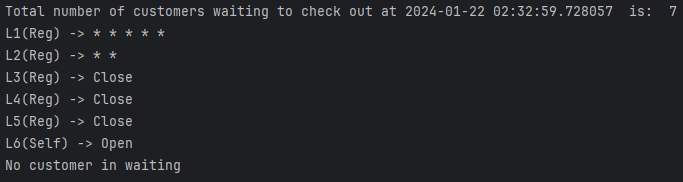 Total number of customers waiting to check out at 2024-01-22 02:32:59.728057  is:  7
L1(Reg) -> * * * * *
L2(Reg) -> * *
L3(Reg) -> Close
L4(Reg) -> Close
L5(Reg) -> Close
L6(Self) -> Open
No customer in waiting